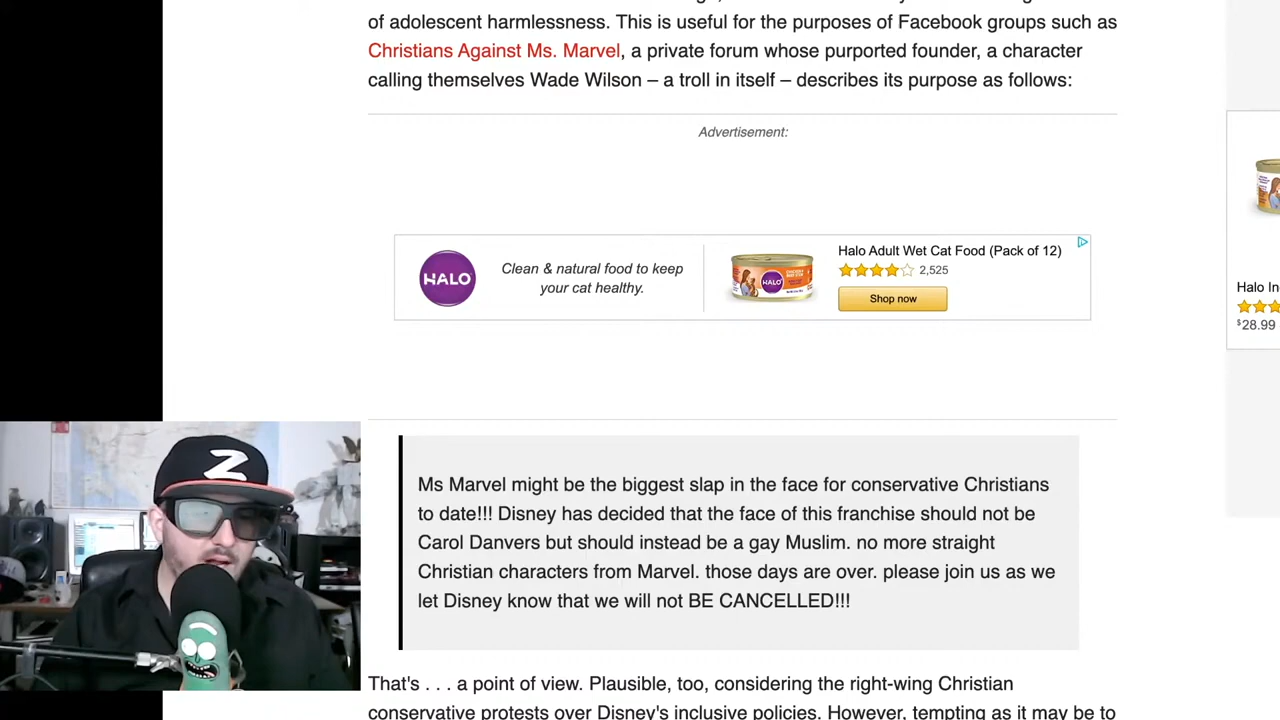 of adolescent harmlessness. This is useful for the purposes of Facebook groups such as
Christians Against Ms. Marvel, a private forum whose purported founder, a character
calling themselves Wade Wilson – a troll in itself – describes its purpose as follows:
Advertisement:
HALO
Clean & natural food to keep
your cat healthy.
HALO
Halo Adult Wet Cat Food (Pack of 12)
2,525
Shop now
Halo In
$28.99
Z
Ms Marvel might be the biggest slap in the face for conservative Christians
to date!!! Disney has decided that the face of this franchise should not be
Carol Danvers but should instead be a gay Muslim. no more straight
Christian characters from Marvel. those days are over. please join us as we
let Disney know that we will not BE CANCELLED!!!
That's . . . a point of view. Plausible, too, considering the right-wing Christian
conservative protests over Disney's inclusive policies. However, tempting as it may be to